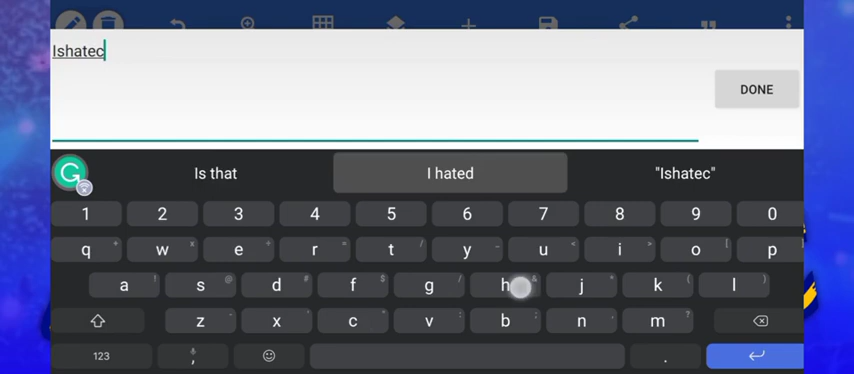 Ishatec
DONE
Is that I hated "Ishatec"
1 2 3 4 5 6 7 8 9 0
q w e r t y u i o p
a s d f g h j k l
z x c v b n m
123 , .